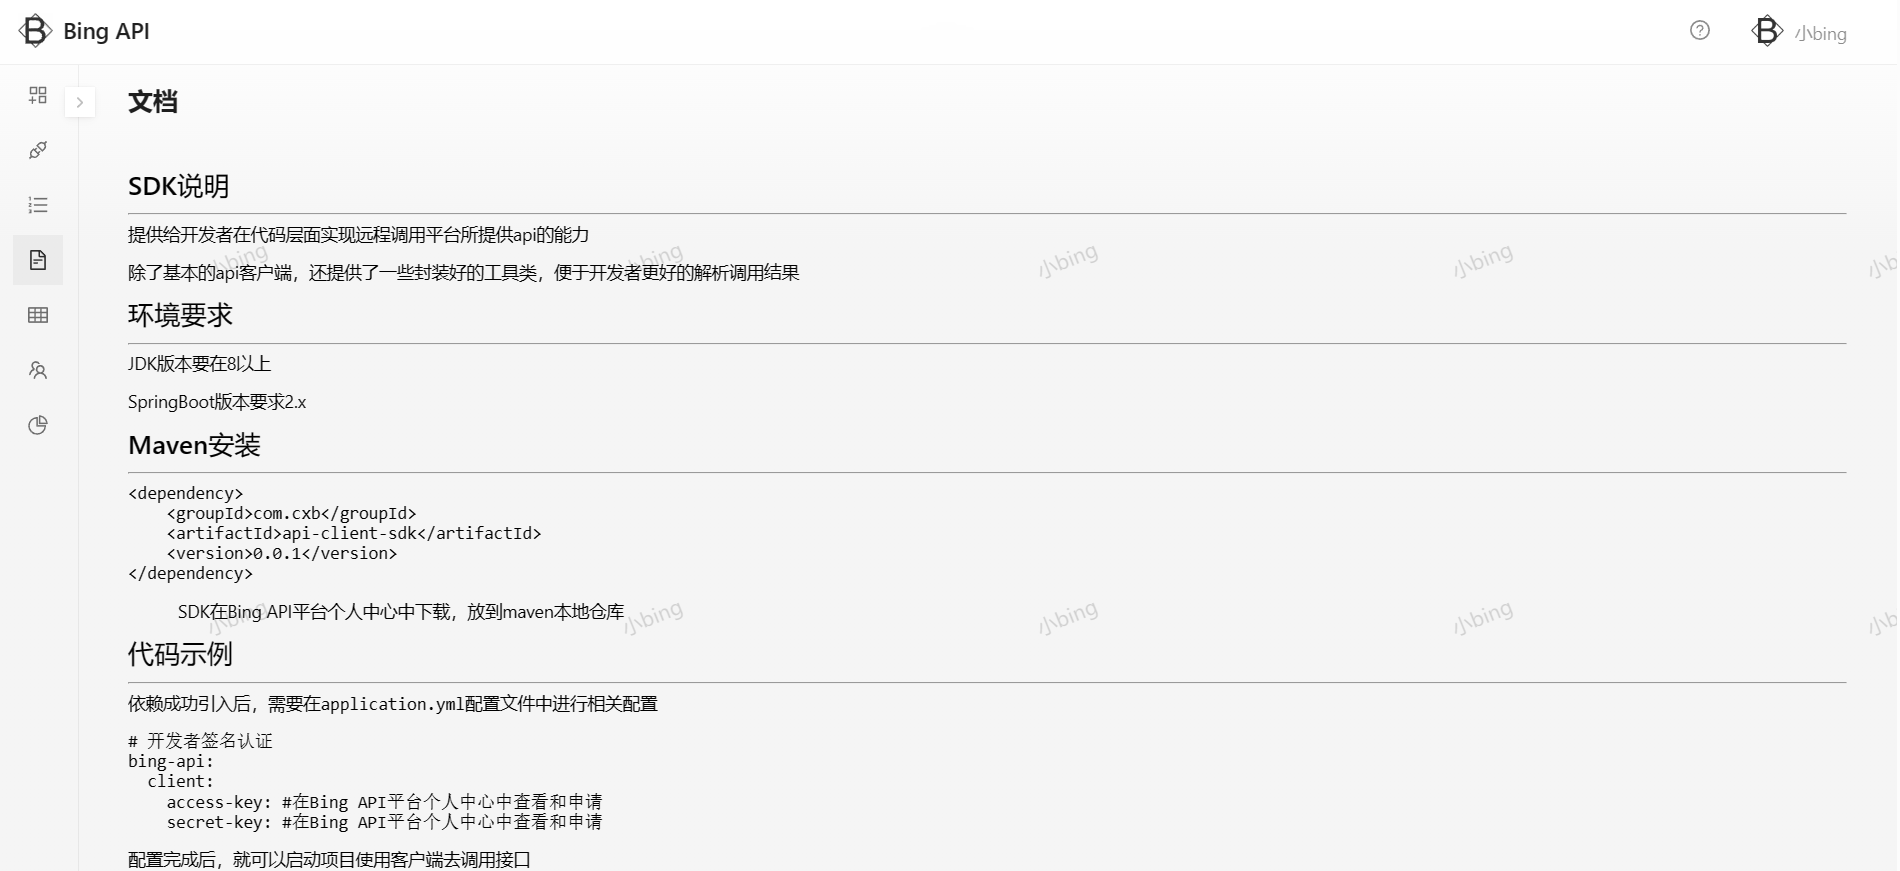 Bing API
小bing
文档
SDK说明
提供给开发者在代码层面实现远程调用平台所提供api的能力
小bing 小bing 小bing 小bing 小b
除了基本的api客户端，还提供了一些封装好的工具类，便于开发者更好的解析调用结果
环境要求
JDK版本要在8以上
SpringBoot版本要求2.x
Maven安装
<dependency>
    <groupId>com.cxb</groupId>
    <artifactId>api-client-sdk</artifactId>
    <version>0.0.1</version>
</dependency>
SDK在Bing API平台个人中心中下载，放到maven本地仓库
小bing 小bing 小bing 小bing 小b
代码示例
依赖成功引入后，需要在application.yml配置文件中进行相关配置
# 开发者签名认证
bing-api:
  client:
    access-key: #在Bing API平台个人中心中查看和申请
    secret-key: #在Bing API平台个人中心中查看和申请
配置完成后，就可以启动项目使用客户端去调用接口